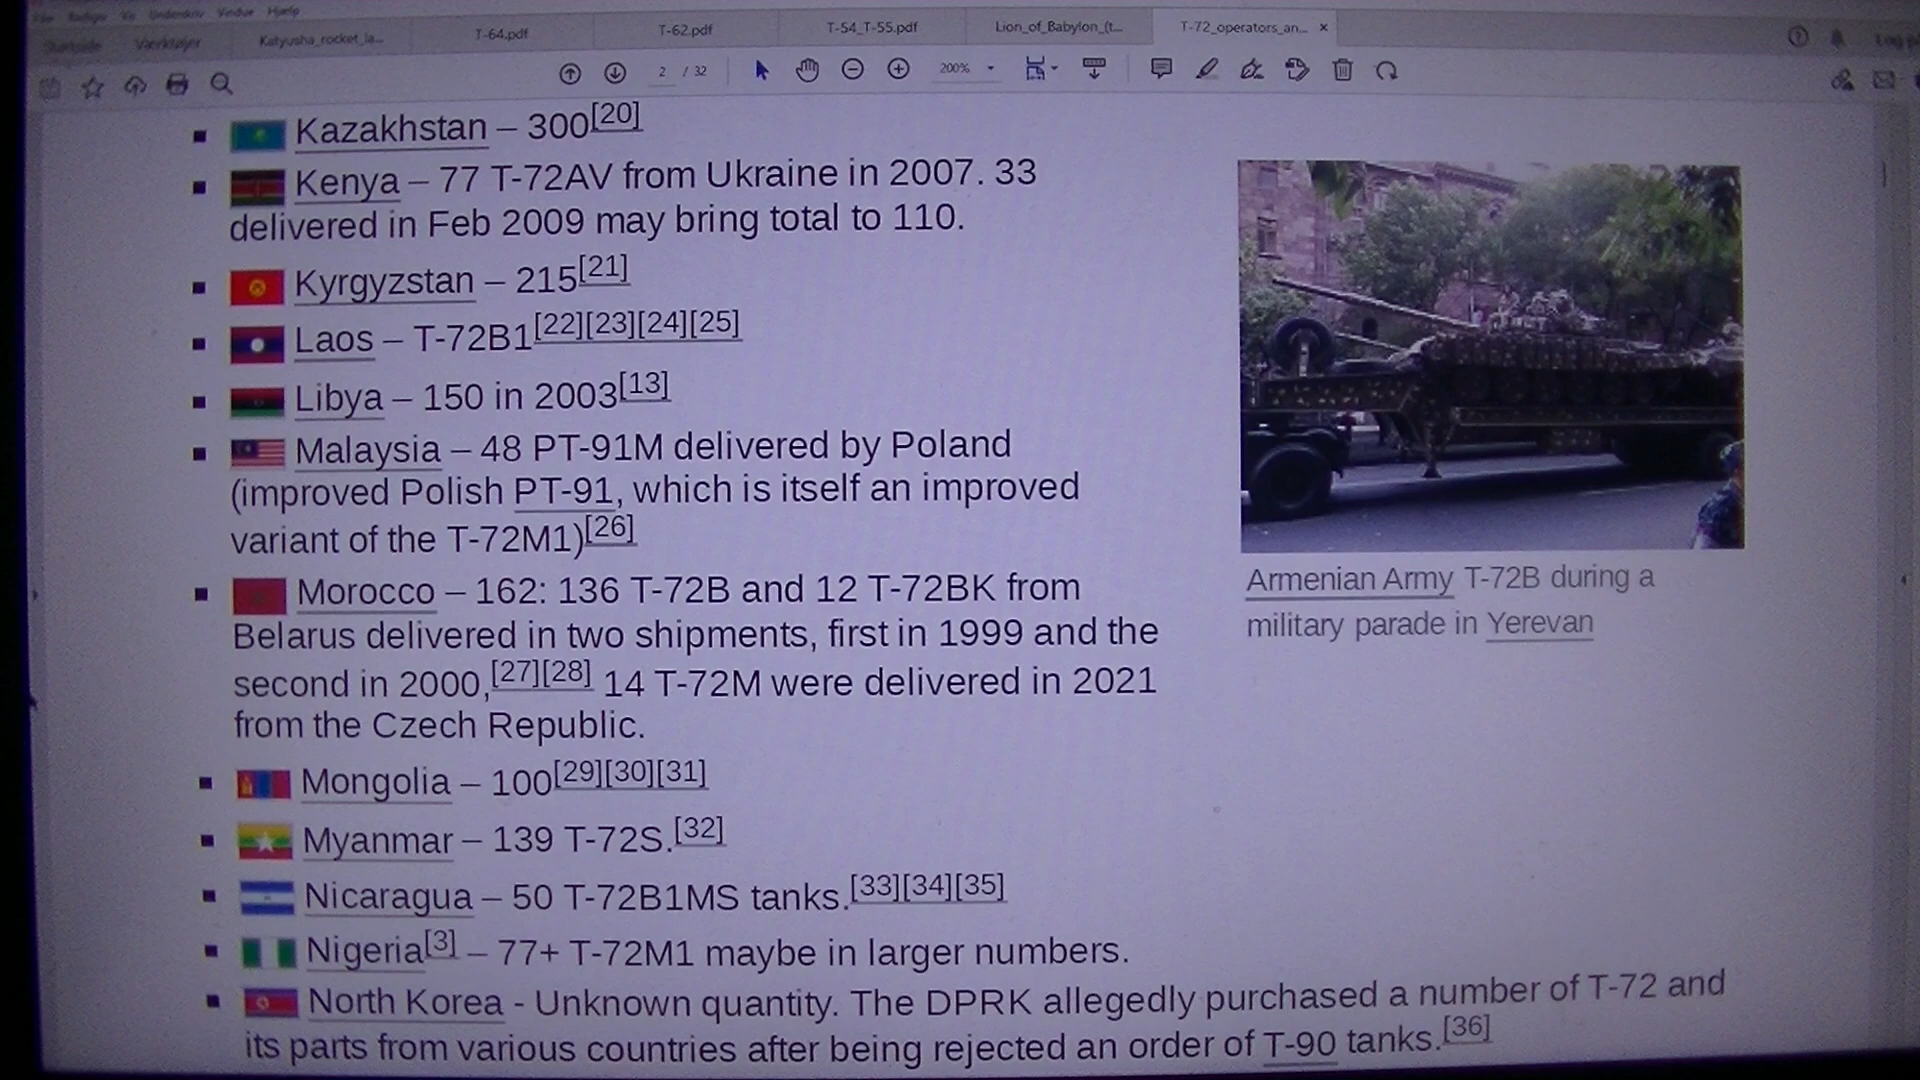 Vindue Hjælp
Startside Værktøjer Katyusha_rocket_la... T-64.pdf T-62.pdf T-54_T-55.pdf Lion_of_Babylon_(t... T-72_operators_an... ×
2 / 32 200%
Kazakhstan – 300[20]
Kenya – 77 T-72AV from Ukraine in 2007. 33
delivered in Feb 2009 may bring total to 110.
Kyrgyzstan – 215[21]
Laos – T-72B1[22][23][24][25]
Libya – 150 in 2003[13]
Malaysia – 48 PT-91M delivered by Poland
(improved Polish PT-91, which is itself an improved
variant of the T-72M1)[26]
Morocco – 162: 136 T-72B and 12 T-72BK from
Belarus delivered in two shipments, first in 1999 and the
second in 2000,[27][28] 14 T-72M were delivered in 2021
from the Czech Republic.
Mongolia – 100[29][30][31]
Myanmar – 139 T-72S.[32]
Nicaragua – 50 T-72B1MS tanks.[33][34][35]
Nigeria[3] – 77+ T-72M1 maybe in larger numbers.
North Korea - Unknown quantity. The DPRK allegedly purchased a number of T-72 and
its parts from various countries after being rejected an order of T-90 tanks.[36]
Armenian Army T-72B during a
military parade in Yerevan